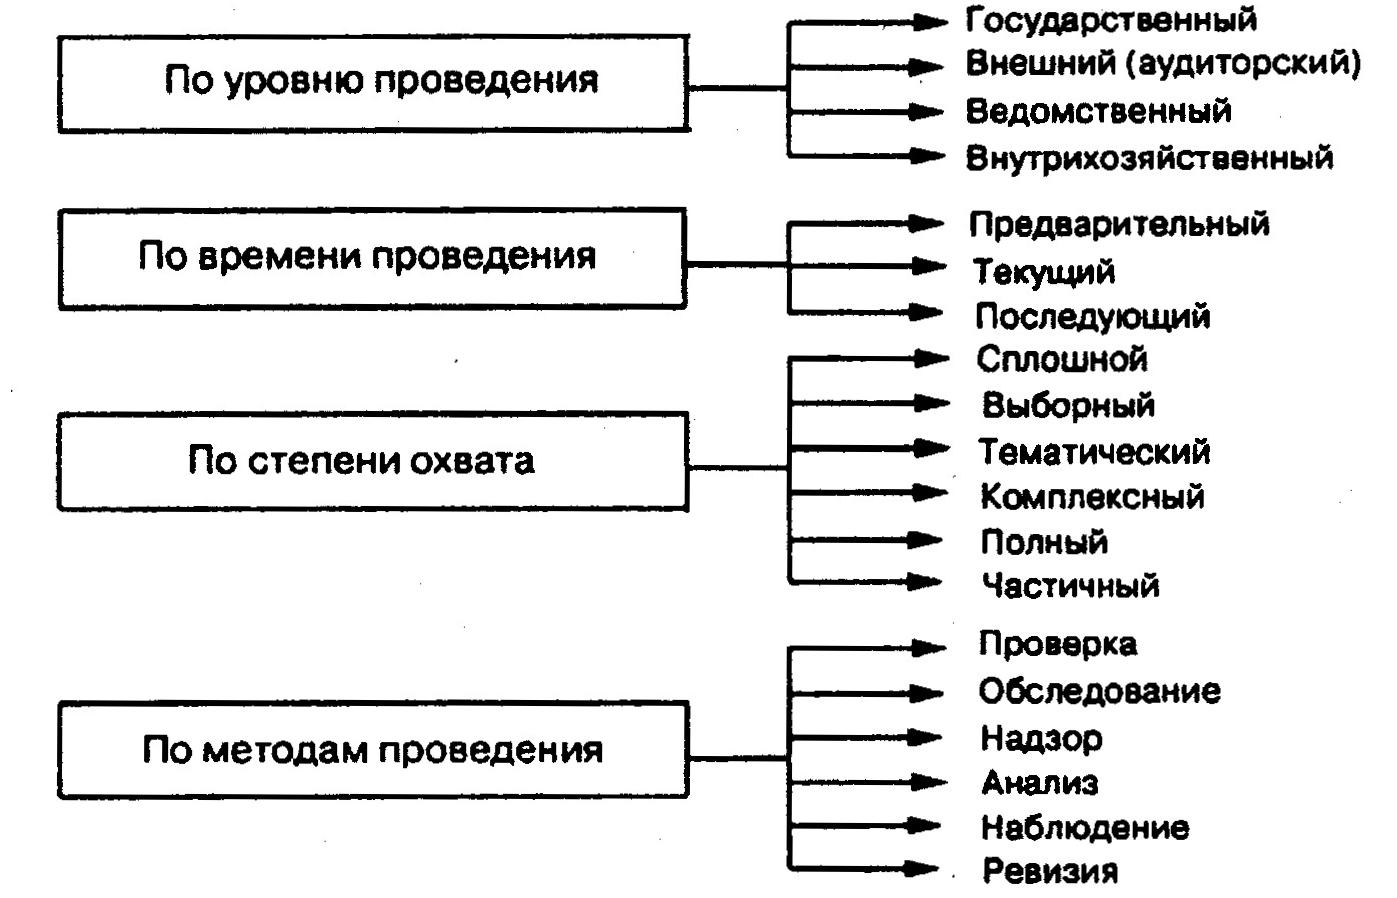 По уровню проведения
Государственный
Внешний (аудиторский)
Ведомственный
Внутрихозяйственный
По времени проведения
Предварительный
Текущий
Последующий
По степени охвата
Сплошной
Выборный
Тематический
Комплексный
Полный
Частичный
По методам проведения
Проверка
Обследование
Надзор
Анализ
Наблюдение
Ревизия